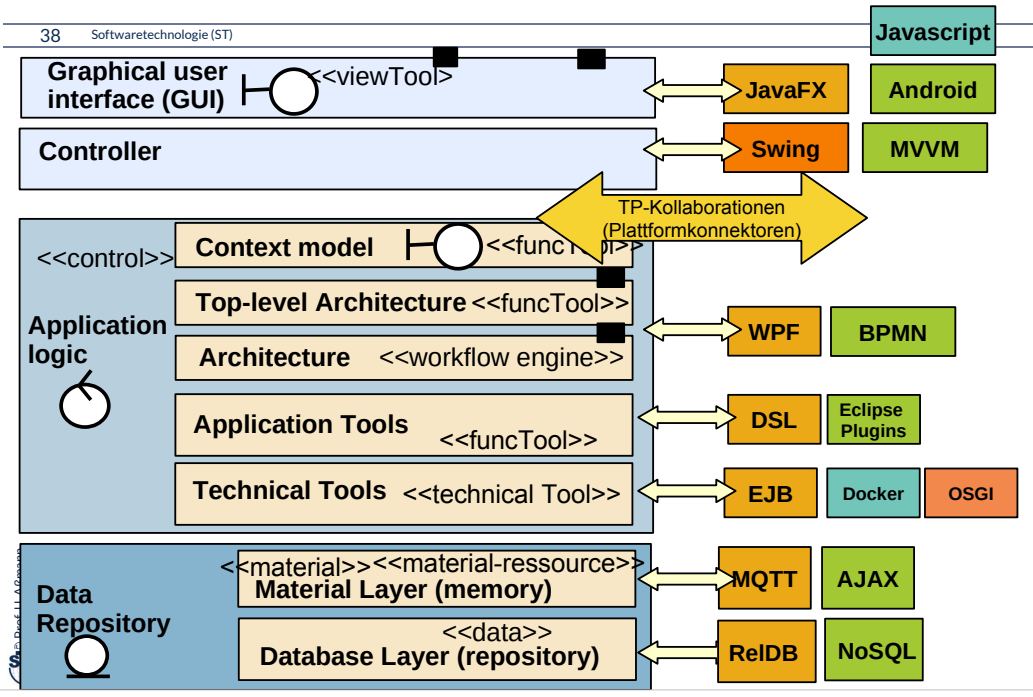 38 Softwaretechnologie (ST)
Javascript
Graphical user
interface (GUI)
<<viewTool>
JavaFX
Android
Controller
Swing
MVVM
TP-Kollaborationen
(Plattformkonnektoren)
<<control>>
Context model
<<funcTool>>
Top-level Architecture <<funcTool>>
Application
logic
Architecture <<workflow engine>>
WPF
BPMN
Application Tools
<<funcTool>>
DSL
Eclipse
Plugins
Technical Tools <<technical Tool>>
EJB
Docker
OSGI
Data
Repository
<<material>><<material-ressource>>
Material Layer (memory)
MQTT
AJAX
<<data>>
Database Layer (repository)
RelDB
NoSQL
© Prof. U. Aßmann